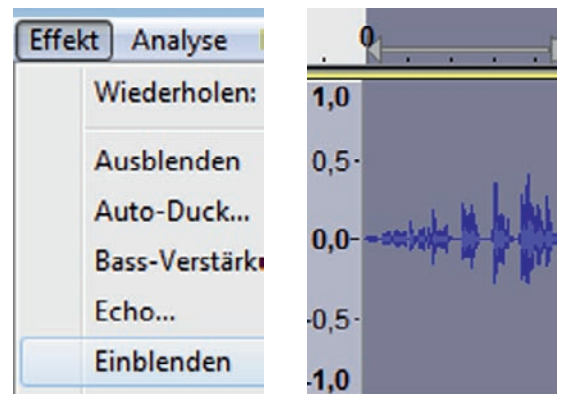 Effekt Analyse
Wiederholen:
Ausblenden
Auto-Duck...
Bass-Verstärk
Echo...
Einblenden
0
1,0
0,5
0,0
-0,5
-1,0